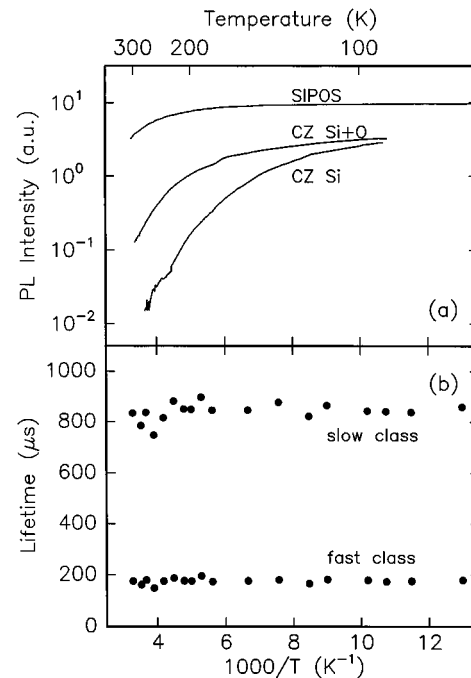 Temperature (K)
300 200 100
PL Intensity (a.u.)
10¹
10⁰
10⁻¹
10⁻²
SIPOS
CZ Si+O
CZ Si
(a)
Lifetime (μs)
1000
800
600
400
200
0
(b)
slow class
fast class
4 6 8 10 12
1000/T (K⁻¹)